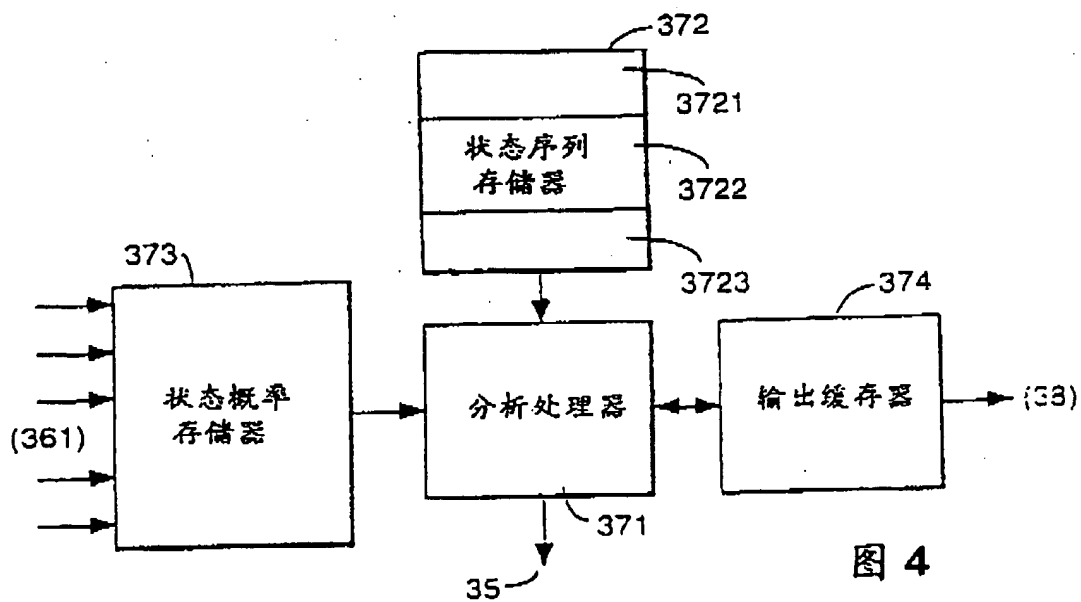 372
3721
状态序列
存储器
3722
3723
373
374
状态概率
存储器
分析处理器
输出缓存器
(38)
(361)
371
35
图 4